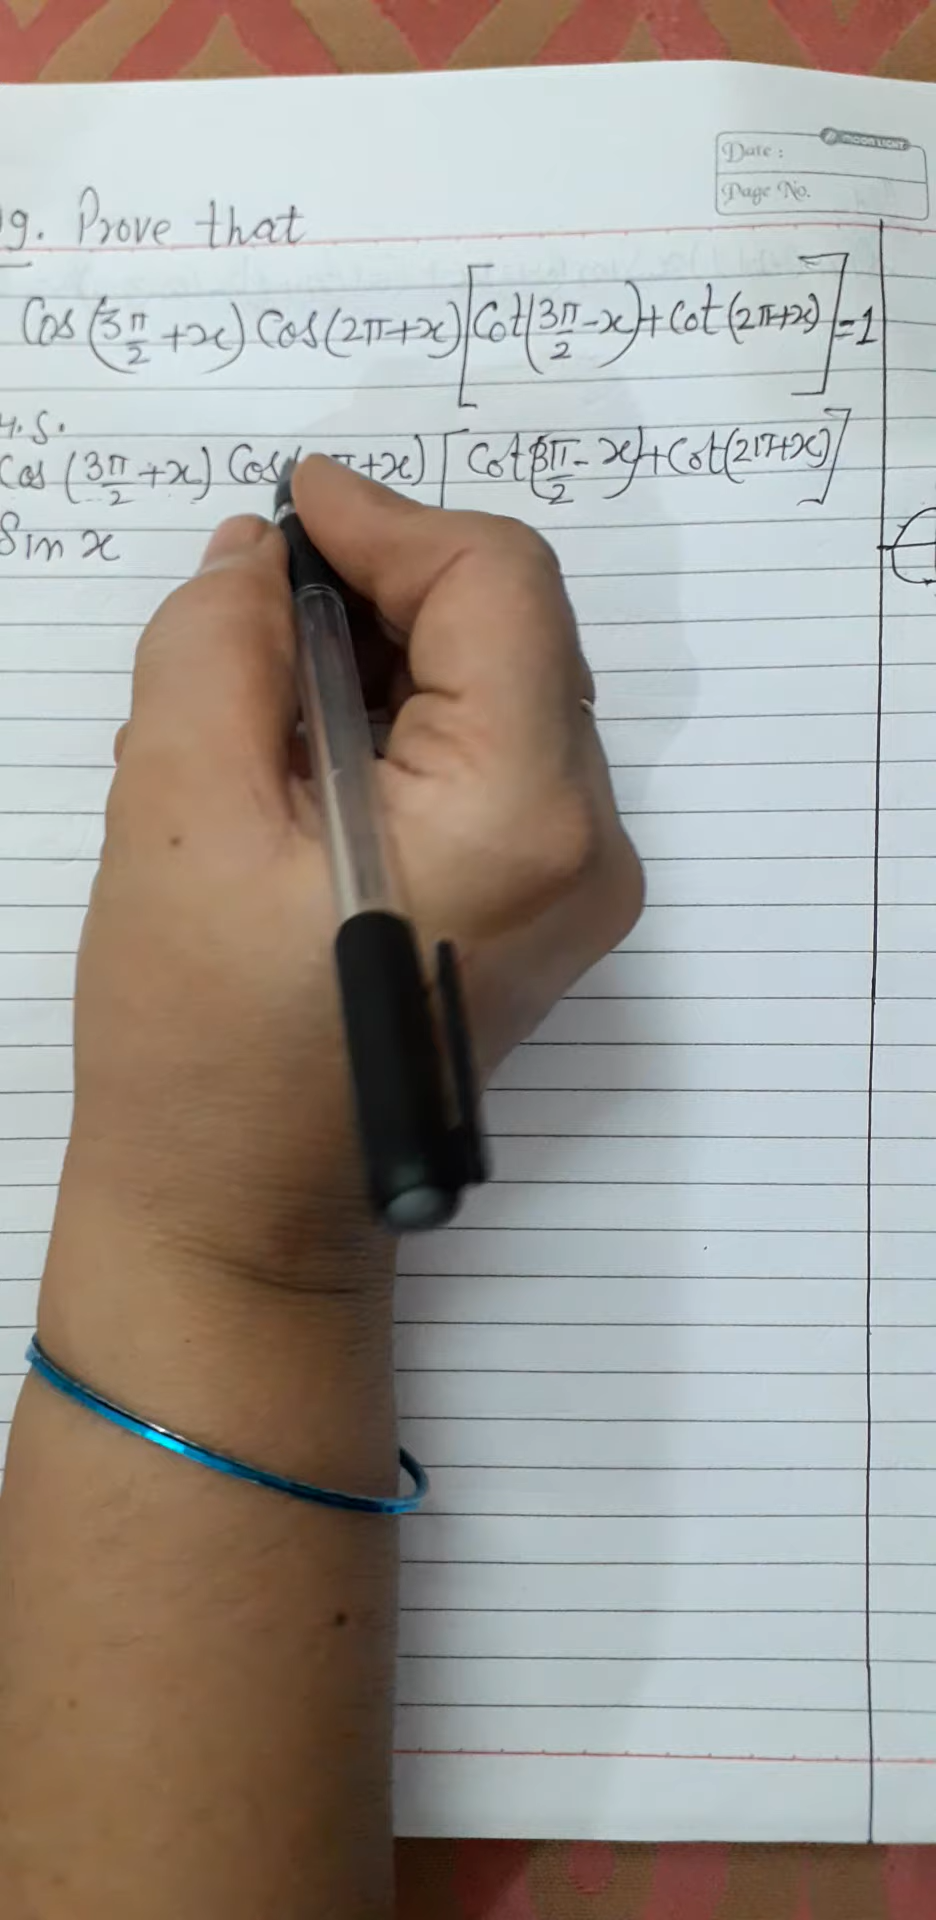 MOONLIGHT
Date :
Page No.
9. Prove that
Cos (3π/2 + x) Cos (2π + x) [Cot (3π/2 - x) + Cot (2π + x)] = 1
H.S.
Cos (3π/2 + x) Cos( π + x) [Cot (3π/2 - x) + Cot (2π + x)]
Sin x